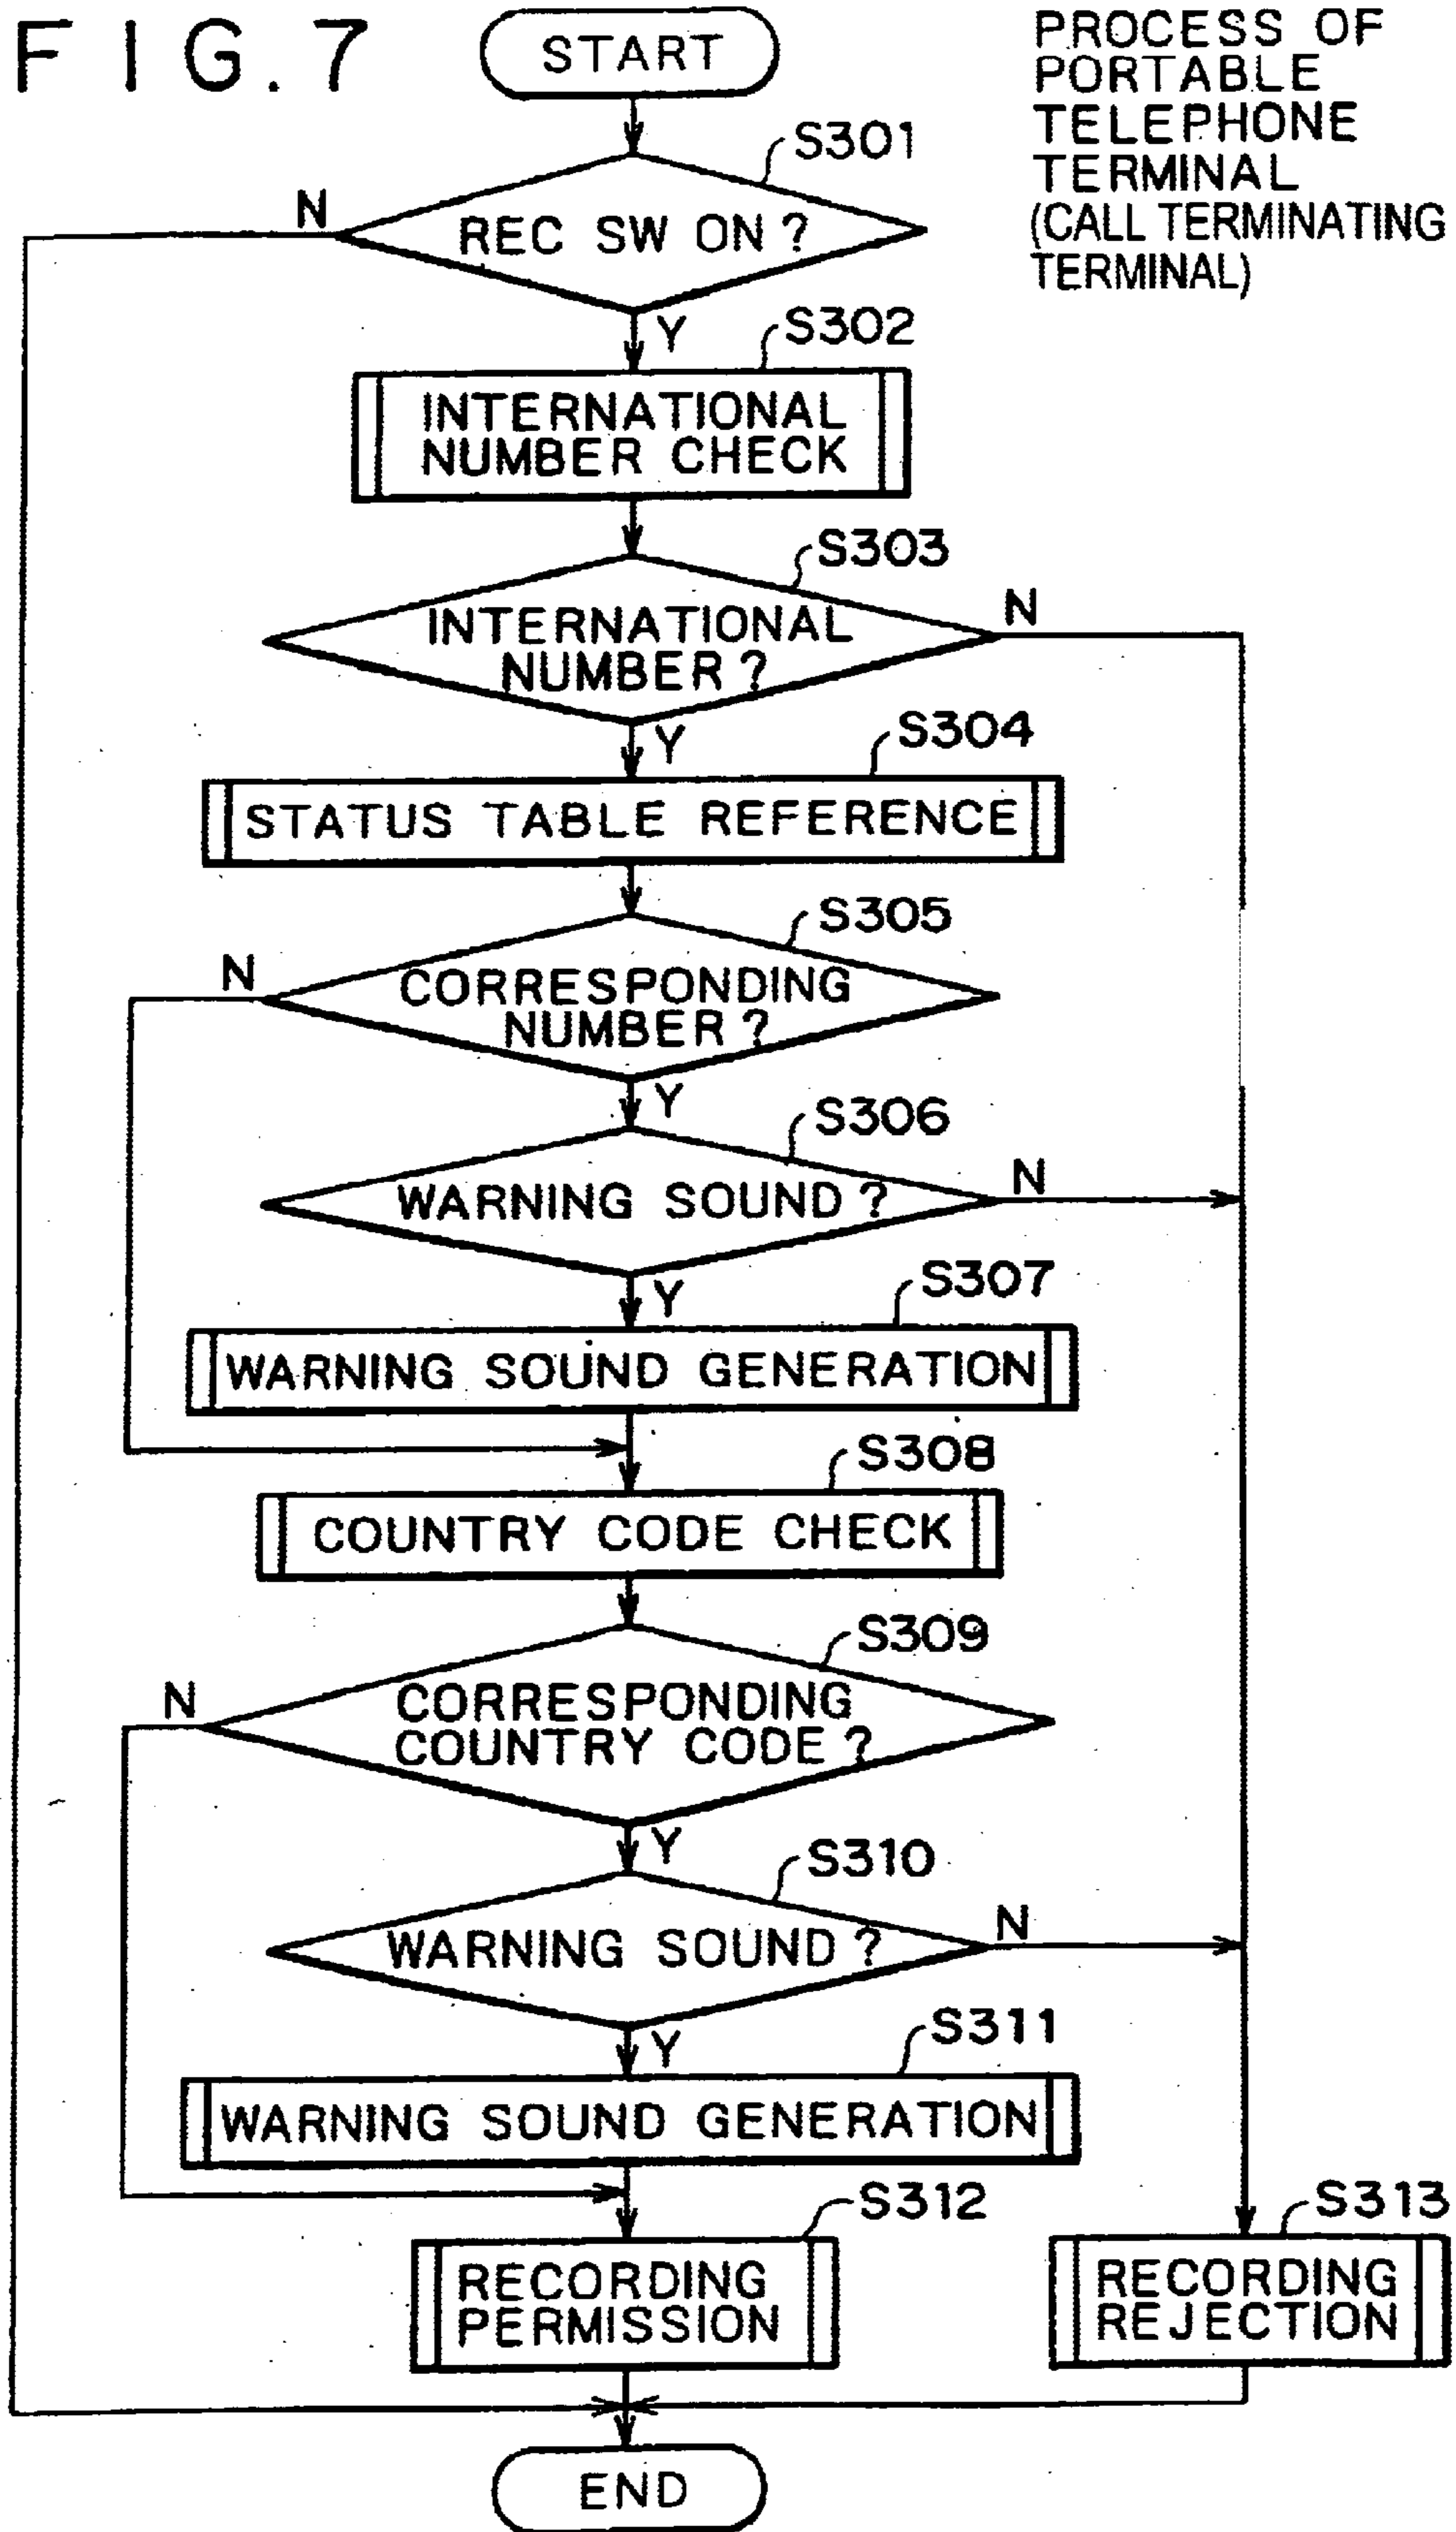 FIG.7
START
PROCESS OF
PORTABLE
TELEPHONE
TERMINAL
(CALL TERMINATING
TERMINAL)
S301
N
REC SW ON?
Y
S302
INTERNATIONAL
NUMBER CHECK
S303
INTERNATIONAL
NUMBER?
N
Y
S304
STATUS TABLE REFERENCE
S305
N
CORRESPONDING
NUMBER?
Y
S306
WARNING SOUND?
N
Y
S307
WARNING SOUND GENERATION
S308
COUNTRY CODE CHECK
S309
N
CORRESPONDING
COUNTRY CODE?
Y
S310
WARNING SOUND?
N
Y
S311
WARNING SOUND GENERATION
S312
RECORDING
PERMISSION
S313
RECORDING
REJECTION
END